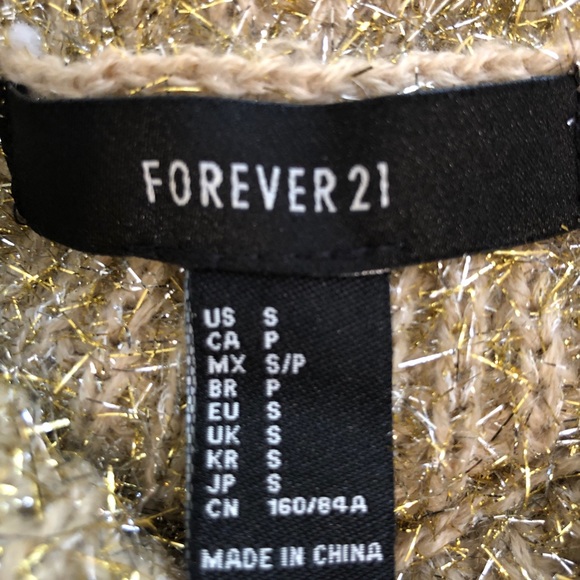 FOREVER 21
US S
CA P
MX S/P
BR P
EU S
UK S
KR S
JP S
CN 160/84A
MADE IN CHINA